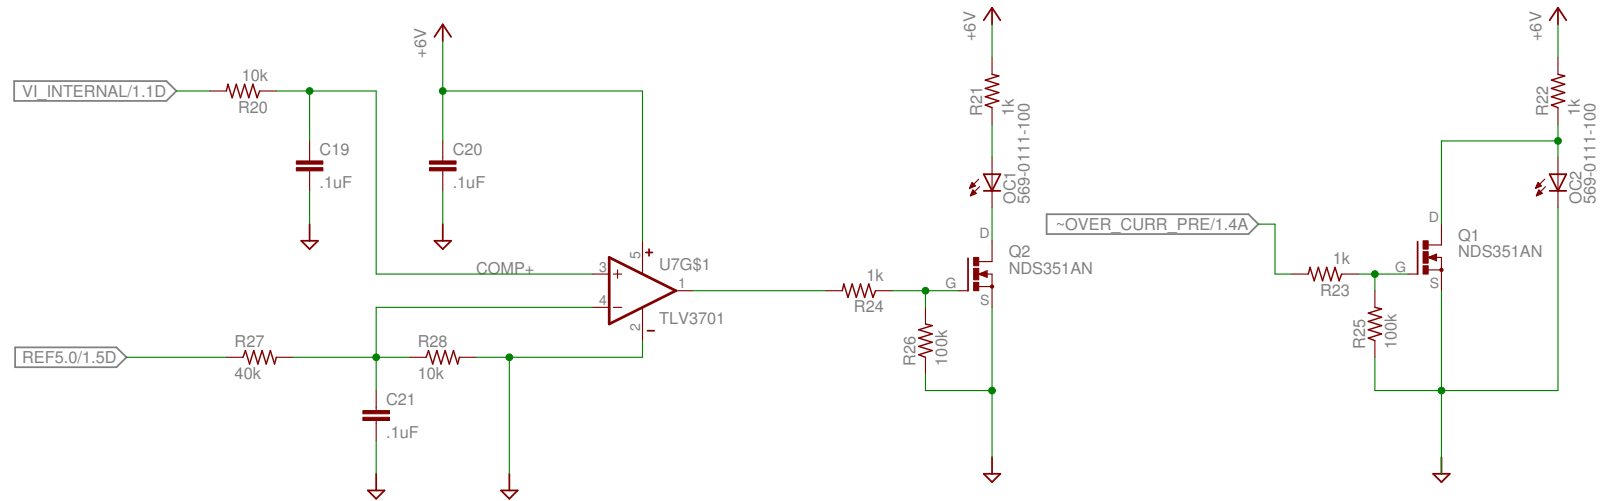 VI_INTERNAL/1.1D
10k
R20
C19
.1uF
+6V
C20
.1uF
COMP+
3
4
5
2
1
U7G$1
TLV3701
REF5.0/1.5D
R27
40k
R28
10k
C21
.1uF
1k
R24
R26
100k
+6V
R21
1k
OC1
569-0111-100
D
G
S
Q2
NDS351AN
~OVER_CURR_PRE/1.4A
1k
R23
R25
100k
+6V
R22
1k
OC2
569-0111-100
D
G
S
Q1
NDS351AN